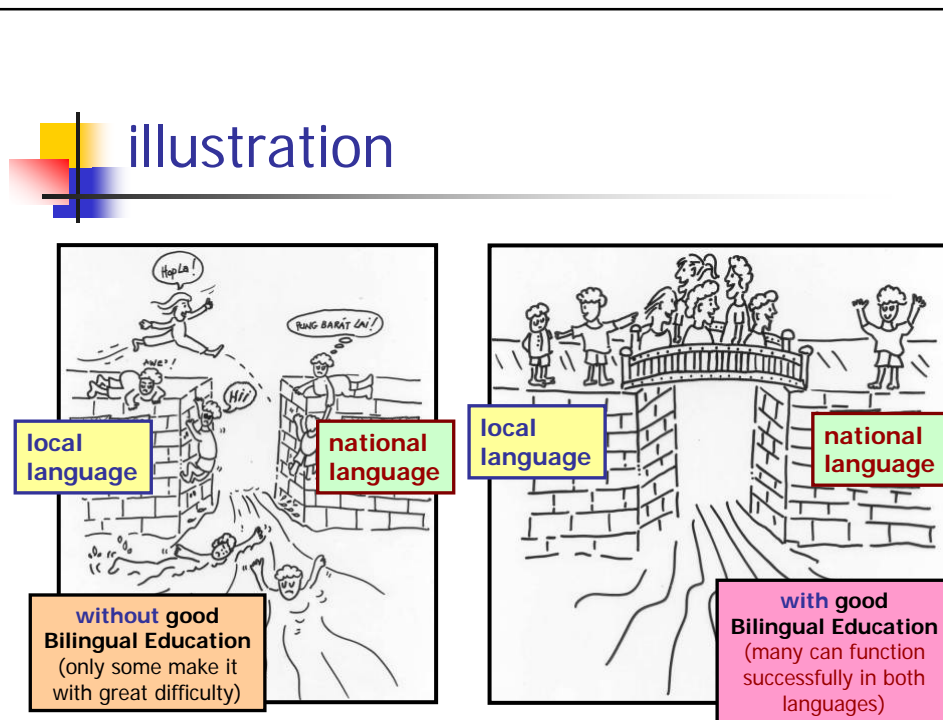 illustration
Hopla!
AWE'!
Hii
PUNG BARÁT LAI!
local
language
national
language
without good
Bilingual Education
(only some make it
with great difficulty)
local
language
national
language
with good
Bilingual Education
(many can function
successfully in both
languages)